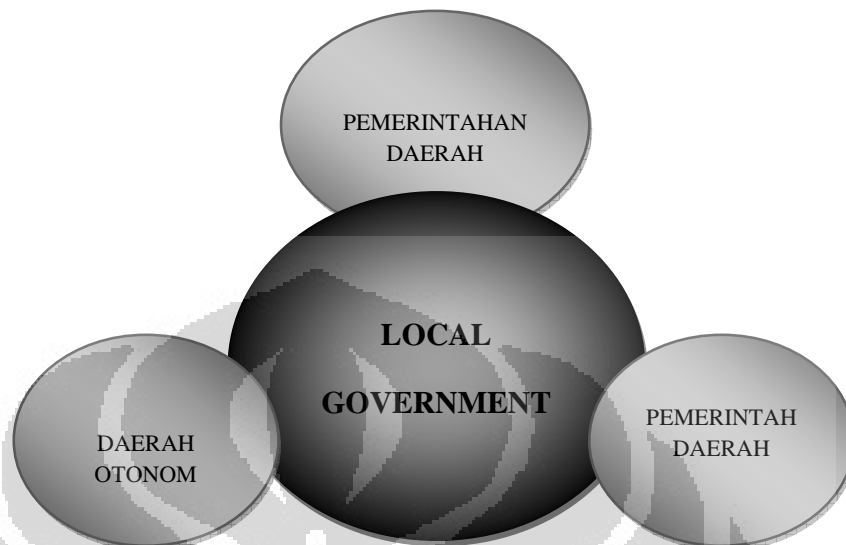 PEMERINTAHAN
DAERAH
LOCAL
GOVERNMENT
DAERAH
OTONOM
PEMERINTAH
DAERAH